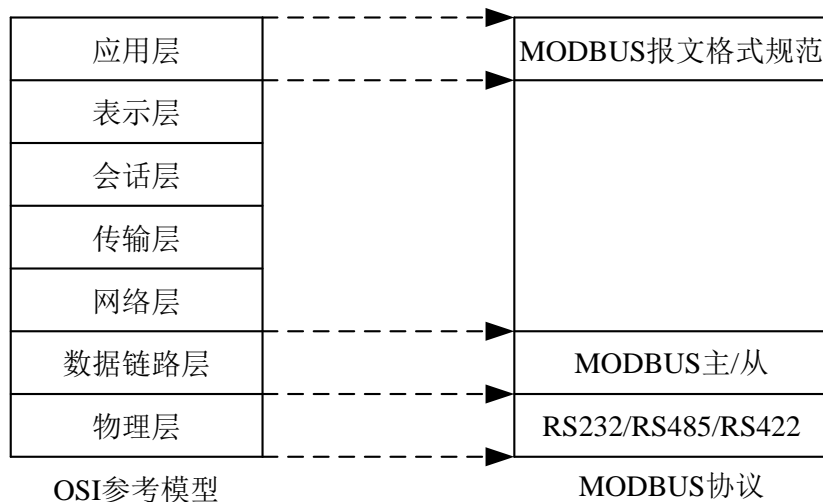 应用层
MODBUS报文格式规范
表示层
会话层
传输层
网络层
数据链路层
MODBUS主/从
物理层
RS232/RS485/RS422
OSI参考模型
MODBUS协议